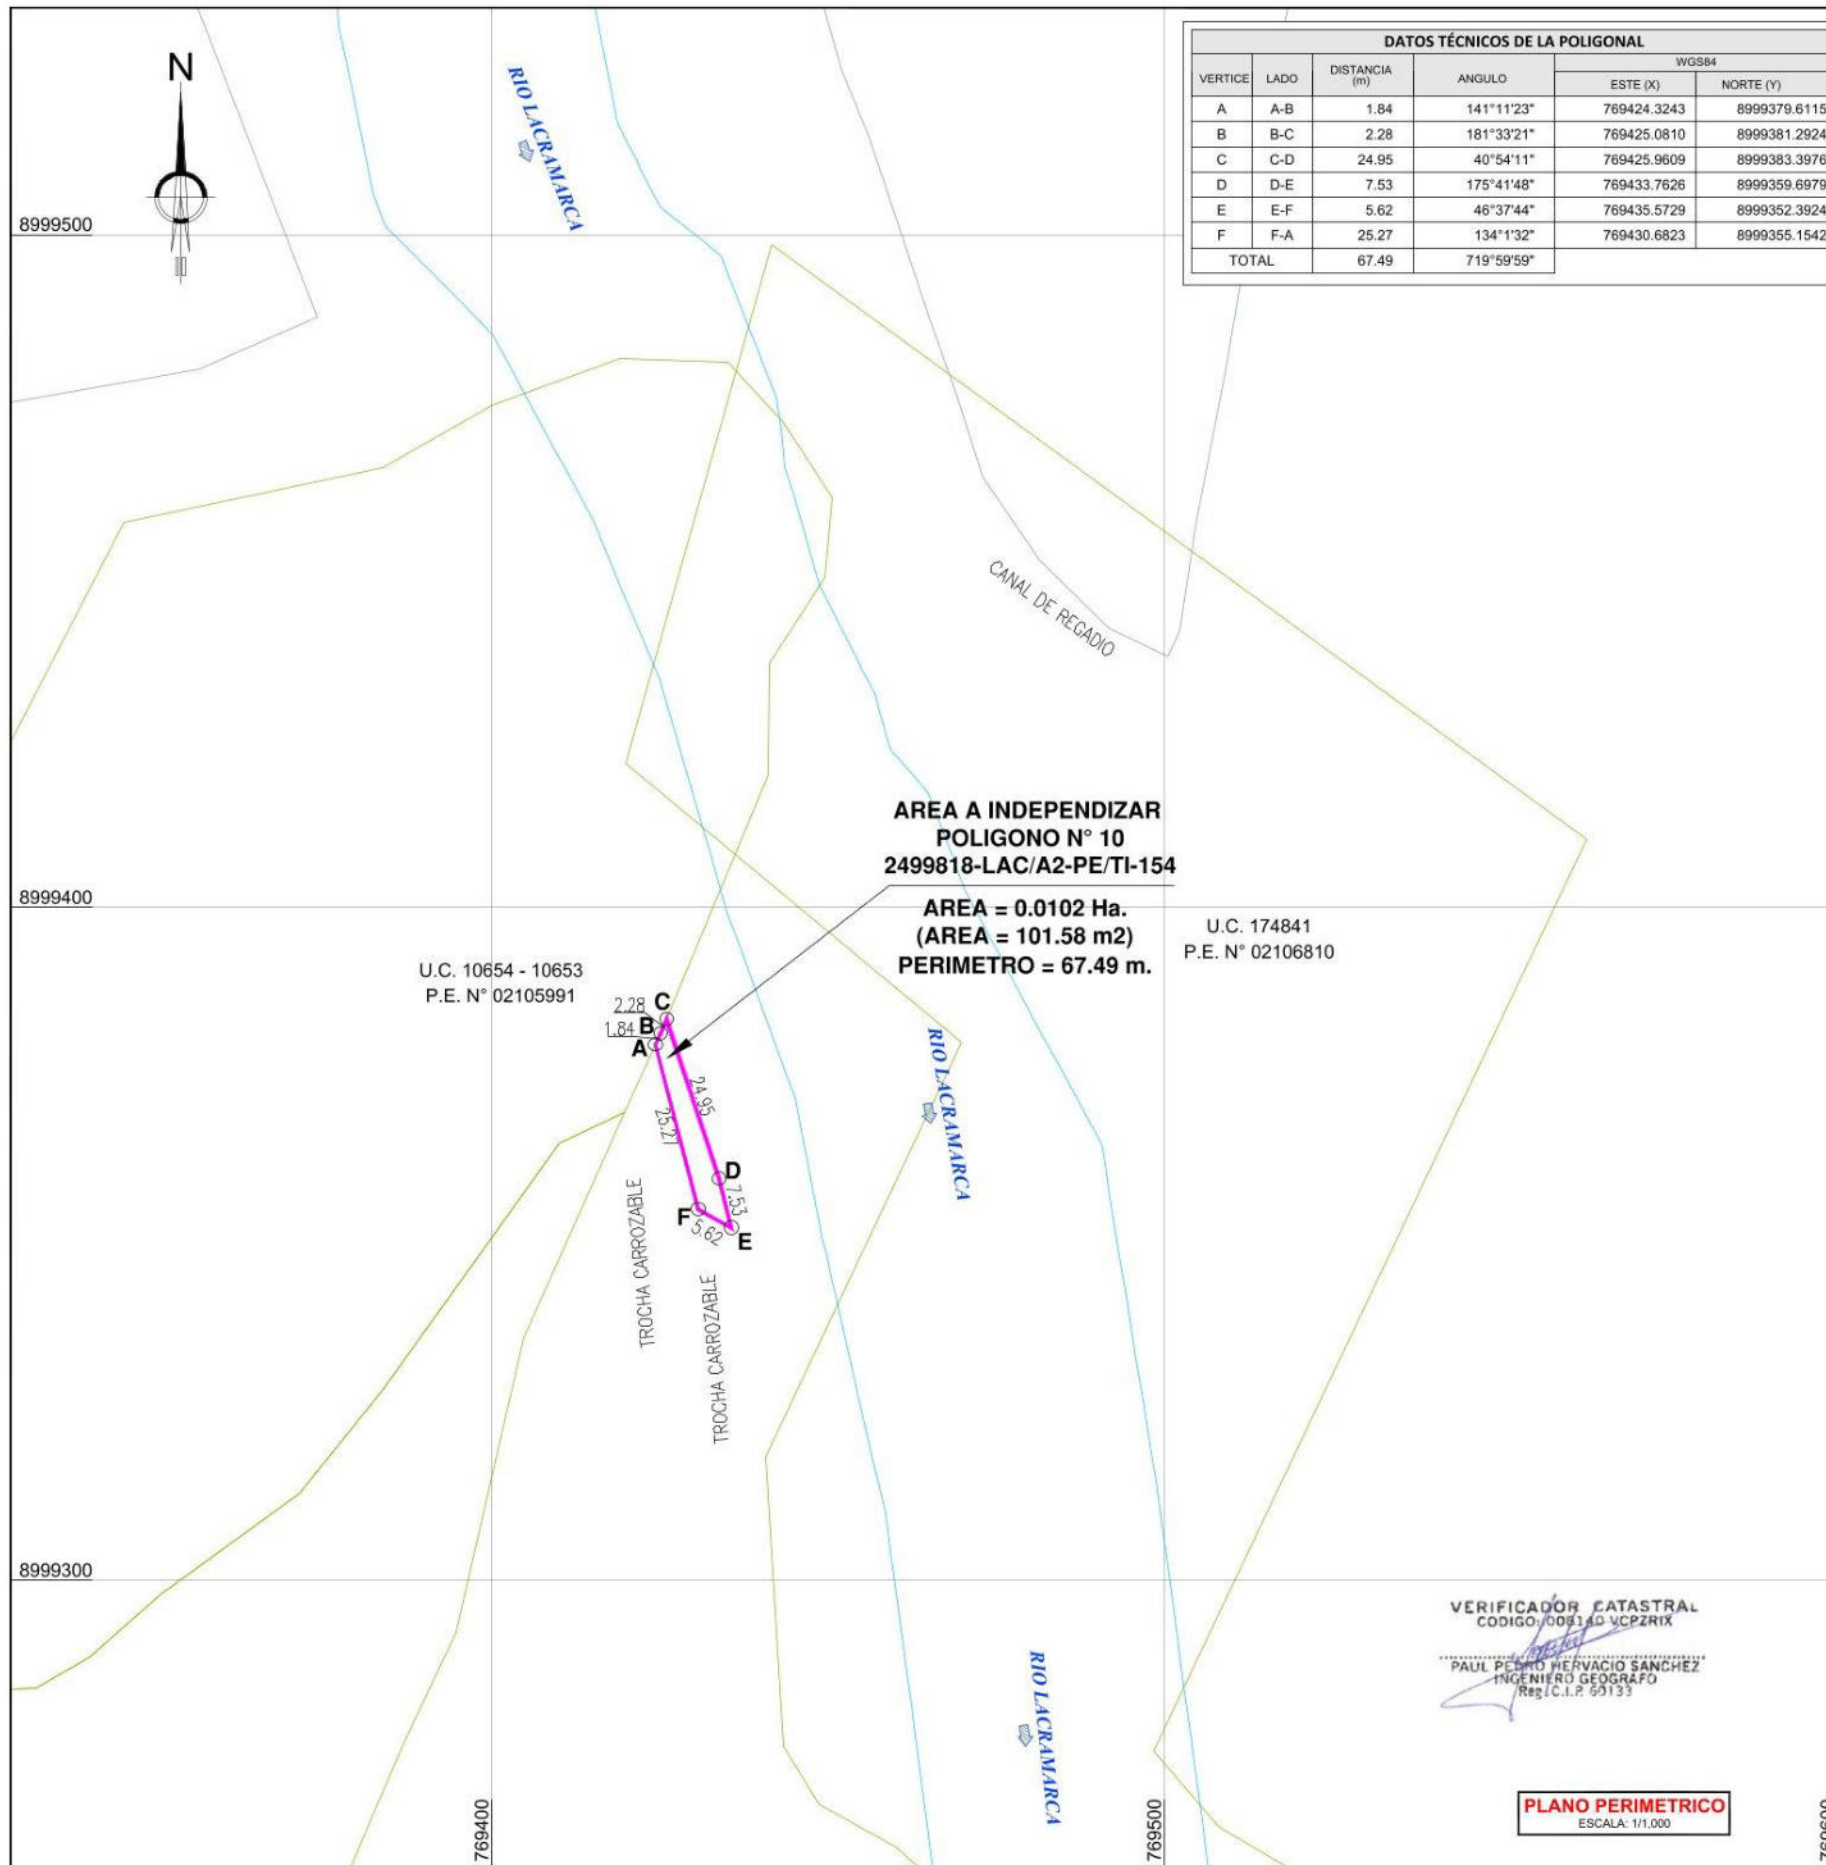 DATOS TÉCNICOS DE LA POLIGONAL
VERTICE LADO DISTANCIA (m) ANGULO WGS84
ESTE (X) NORTE (Y)
A A-B 1.84 141°11'23" 769424.3243 8999379.6115
B B-C 2.28 181°33'21" 769425.0810 8999381.2924
C C-D 24.95 40°54'11" 769425.9609 8999383.3976
D D-E 7.53 175°41'48" 769433.7626 8999359.6979
E E-F 5.62 46°37'44" 769435.5729 8999352.3924
F F-A 25.27 134°1'32" 769430.6823 8999355.1542
TOTAL 67.49 719°59'59"
N
RIO LACRAMARCA
8999500
CANAL DE REGADIO
AREA A INDEPENDIZAR
POLIGONO N° 10
2499818-LAC/A2-PE/TI-154
AREA = 0.0102 Ha.
(AREA = 101.58 m2)
PERIMETRO = 67.49 m.
8999400
U.C. 174841
P.E. N° 02106810
U.C. 10654 - 10653
P.E. N° 02105991
2.28
C
1.84
B
A
24.95
25.27
RIO LACRAMARCA
D
7.53
F
5.62
E
TROCHA CARROZABLE
TROCHA CARROZABLE
8999300
RIO LACRAMARCA
VERIFICADOR CATASTRAL
PAUL PEDRO HERVACIO SANCHEZ
INGENIERO GEOGRAFO
Reg. C.I.P. 60133
PLANO PERIMETRICO
ESCALA: 1/1,000
769400
769500